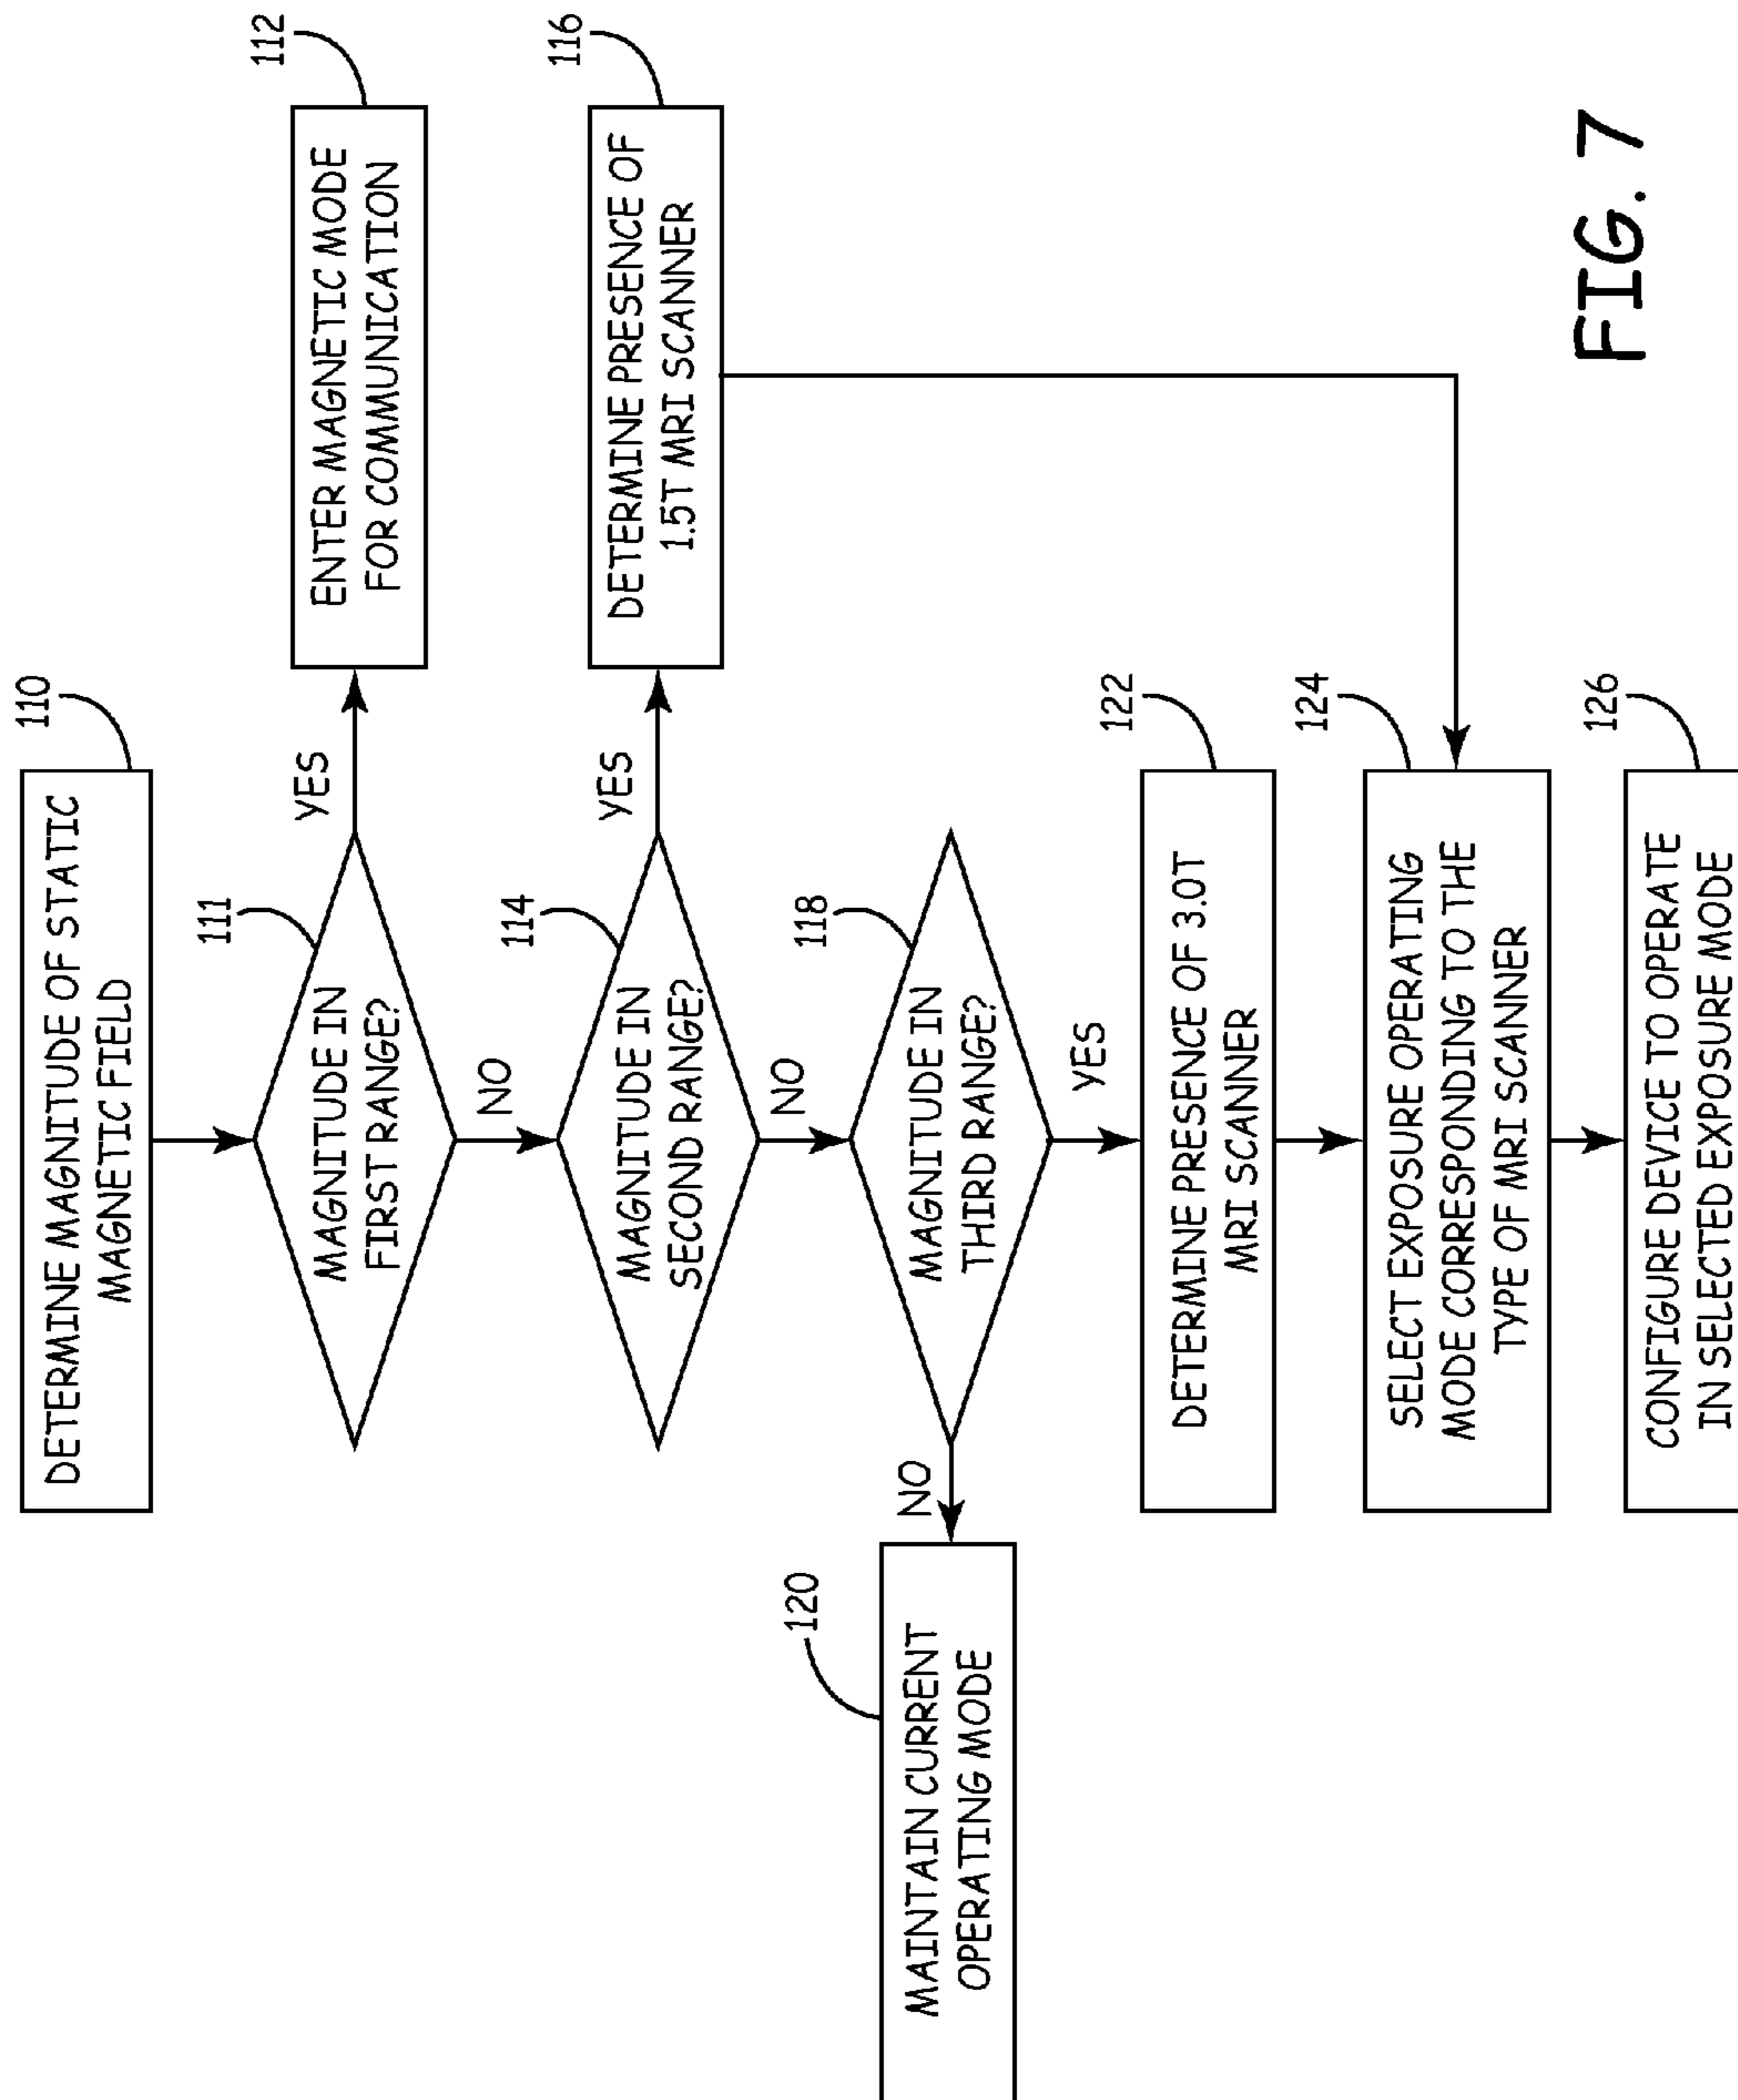 110
DETERMINE MAGNITUDE OF STATIC
MAGNETIC FIELD
111
MAGNITUDE IN
FIRST RANGE?
YES
112
ENTER MAGNETIC MODE
FOR COMMUNICATION
NO
114
MAGNITUDE IN
SECOND RANGE?
YES
116
DETERMINE PRESENCE OF
1.5T MRI SCANNER
NO
118
MAGNITUDE IN
THIRD RANGE?
NO
120
MAINTAIN CURRENT
OPERATING MODE
YES
122
DETERMINE PRESENCE OF 3.0T
MRI SCANNER
124
SELECT EXPOSURE OPERATING
MODE CORRESPONDING TO THE
TYPE OF MRI SCANNER
126
CONFIGURE DEVICE TO OPERATE
IN SELECTED EXPOSURE MODE
FIG. 7